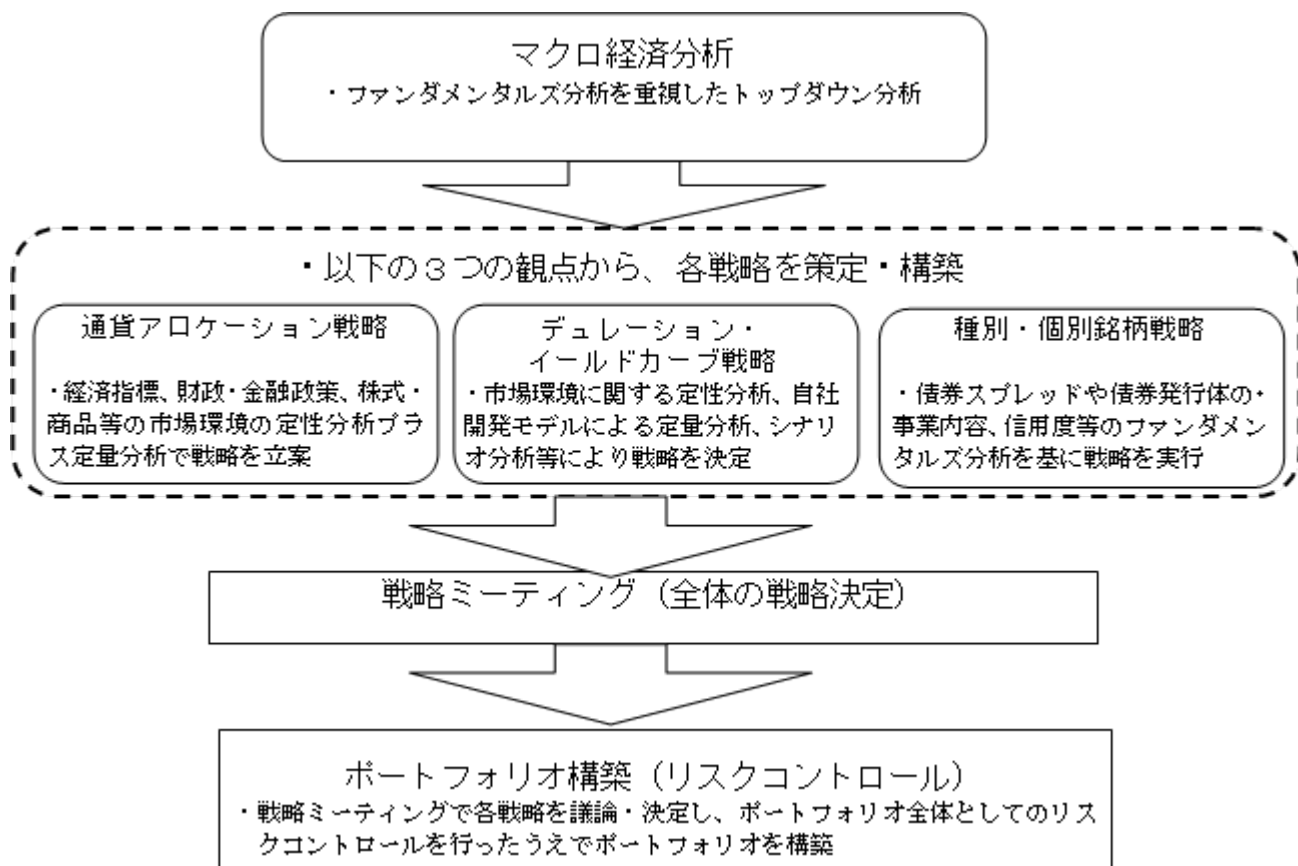 マクロ経済分析
・ファンダメンタルズ分析を重視したトップダウン分析
・以下の３つの観点から、各戦略を策定・構築
通貨アロケーション戦略
・経済指標、財政・金融政策、株式・
商品等の市場環境の定性分析プラ
ス定量分析で戦略を立案
デュレーション・
イールドカーブ戦略
・市場環境に関する定性分析、自社
開発モデルによる定量分析、シナリ
オ分析等により戦略を決定
種別・個別銘柄戦略
・債券スプレッドや債券発行体の・
事業内容、信用度等のファンダメン
タルズ分析を基に戦略を実行
戦略ミーティング（全体の戦略決定）
ポートフォリオ構築（リスクコントロール）
・戦略ミーティングで各戦略を議論・決定し、ポートフォリオ全体としてのリス
クコントロールを行ったうえでポートフォリオを構築